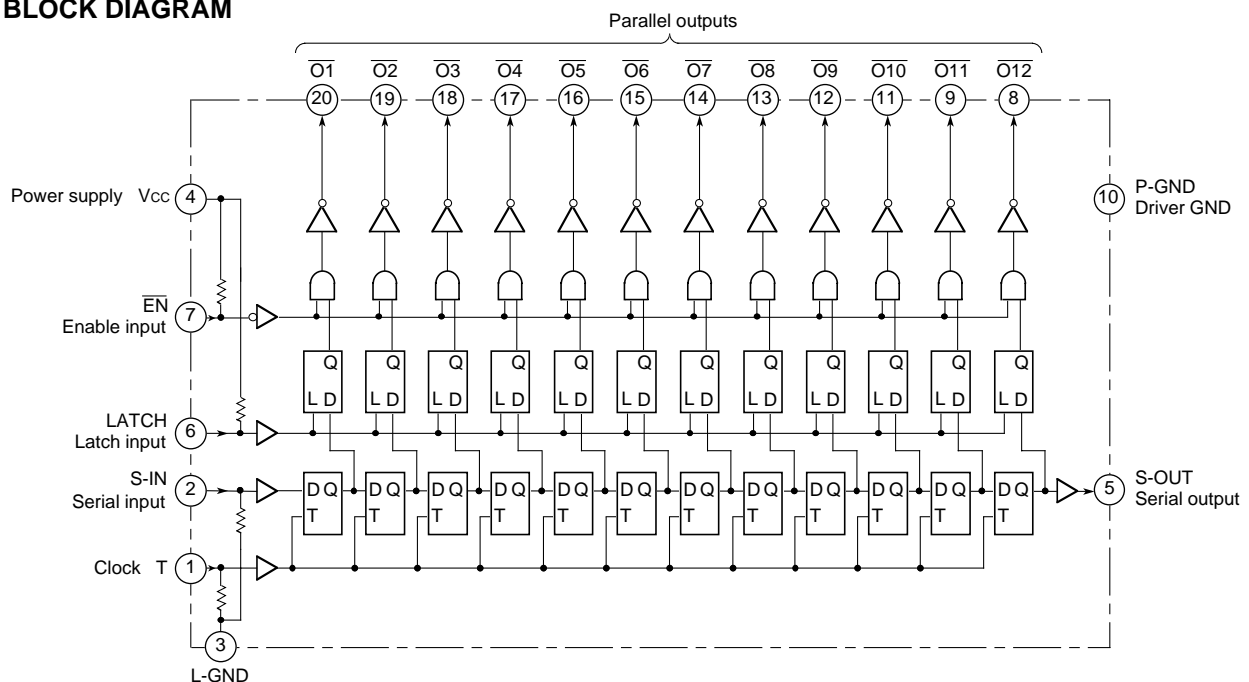 BLOCK DIAGRAM
Parallel outputs
O1 O2 O3 O4 O5 O6 O7 O8 O9 O10 O11 O12
20 19 18 17 16 15 14 13 12 11 9 8
Power supply VCC 4
10 P-GND
Driver GND
EN
Enable input 7
Q Q Q Q Q Q Q Q Q Q Q Q
L D L D L D L D L D L D L D L D L D L D L D L D
LATCH
Latch input 6
S-IN
Serial input 2
D Q D Q D Q D Q D Q D Q D Q D Q D Q D Q D Q D Q
T T T T T T T T T T T T
5 S-OUT
Serial output
Clock T 1
3
L-GND